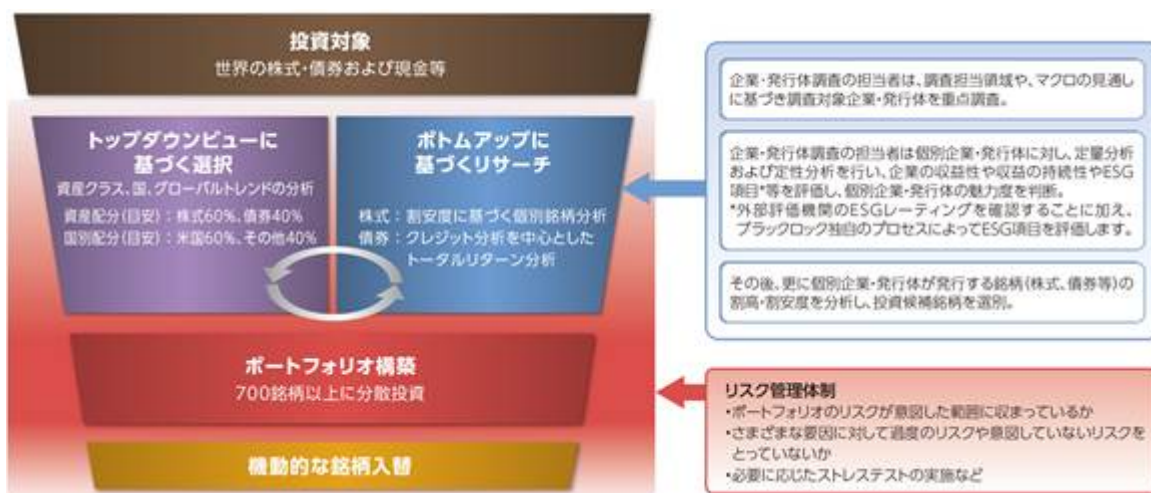 投資対象
世界の株式・債券および現金等
トップダウンビューに
基づく選択
資産クラス、国、グローバルトレンドの分析
資産配分(目安)：株式60%、債券40%
国別配分(目安)：米国60%、その他40%
ボトムアップに
基づくリサーチ
株式：割安度に基づく個別銘柄分析
債券：クレジット分析を中心とした
トータルリターン分析
ポートフォリオ構築
700銘柄以上に分散投資
機動的な銘柄入替
企業・発行体調査の担当者は、調査担当領域や、マクロの見通し
に基づき調査対象企業・発行体を重点調査。
企業・発行体調査の担当者は個別企業・発行体に対し、定量分析
および定性分析を行い、企業の収益性や収益の持続性やESG
項目*等を評価し、個別企業・発行体の魅力度を判断。
*外部評価機関のESGレーティングを確認することに加え、
ブラックロック独自のプロセスによってESG項目を評価します。
その後、更に個別企業・発行体が発行する銘柄(株式、債券等)の
割高・割安度を分析し、投資候補銘柄を選別。
リスク管理体制
・ポートフォリオのリスクが意図した範囲に収まっているか
・さまざまな要因に対して過度のリスクや意図していないリスクを
とっていないか
・必要に応じたストレステストの実施など